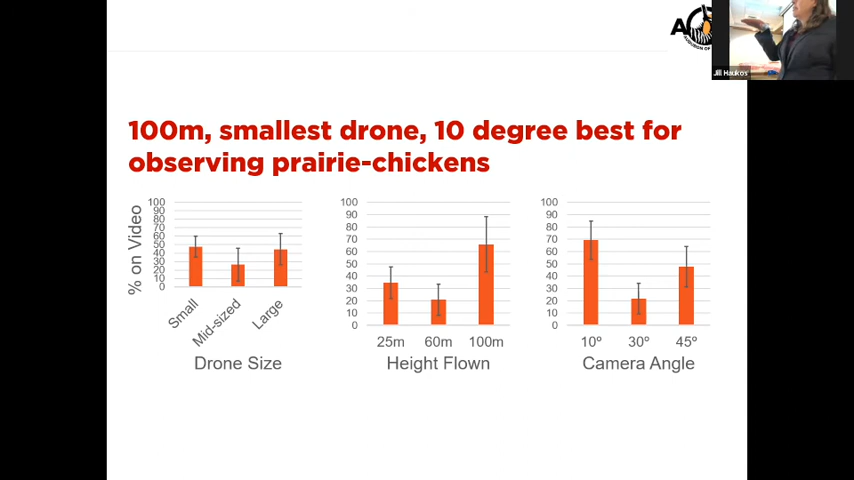 Jill Haukos
100m, smallest drone, 10 degree best for
observing prairie-chickens
% on Video
100
90
80
70
60
50
40
30
20
10
0
Small
Mid-sized
Large
Drone Size
100
90
80
70
60
50
40
30
20
10
0
25m 60m 100m
Height Flown
100
90
80
70
60
50
40
30
20
10
0
10º 30º 45º
Camera Angle